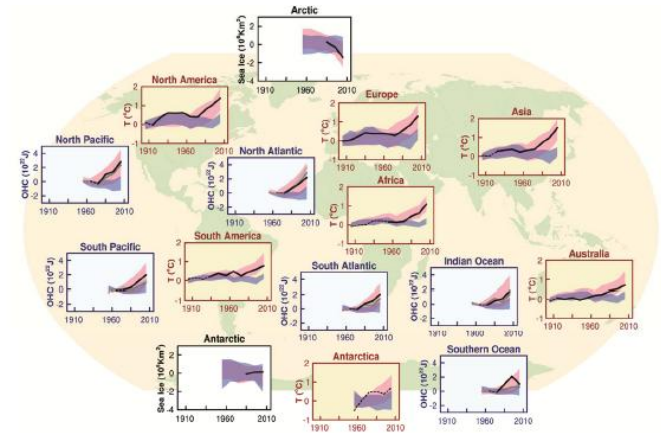 Arctic
Sea Ice (10⁶Km²)
2
0
-2
-4
1910 1960 2010
North America
T (°C)
2
1
0
-1
1910 1960 2010
Europe
T (°C)
2
1
0
-1
1910 1960 2010
Asia
T (°C)
2
1
0
-1
1910 1960 2010
North Pacific
OHC (10²²J)
4
2
0
-2
1910 1960 2010
North Atlantic
OHC (10²²J)
4
2
0
-2
1910 1960 2010
Africa
T (°C)
2
1
0
-1
1910 1960 2010
South Pacific
OHC (10²²J)
4
2
0
-2
1910 1960 2010
South America
T (°C)
2
1
0
-1
1910 1960 2010
South Atlantic
OHC (10²²J)
4
2
0
-2
1910 1960 2010
Indian Ocean
OHC (10²²J)
4
2
0
-2
1910 1960 2010
Australia
T (°C)
2
1
0
-1
1910 1960 2010
Antarctic
Sea Ice (10⁶Km²)
2
0
-2
-4
1910 1960 2010
Antarctica
T (°C)
2
1
0
-1
1910 1960 2010
Southern Ocean
OHC (10²²J)
4
2
0
-2
1910 1960 2010